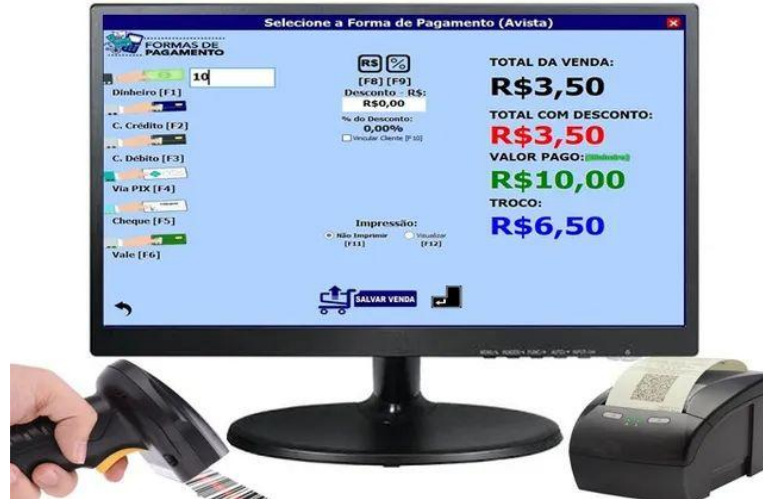 Selecione a Forma de Pagamento (Avista)
FORMAS DE
PAGAMENTO
10
Dinheiro [F1]
C. Crédito [F2]
C. Débito [F3]
Via PIX [F4]
Cheque [F5]
Vale [F6]
R$ %
[F8] [F9]
Desconto - R$:
R$0,00
% do Desconto:
0,00%
Vincular Cliente [F10]
Impressão:
Não Imprimir
[F11]
Visualizar
[F12]
SALVAR VENDA
TOTAL DA VENDA:
R$3,50
TOTAL COM DESCONTO:
R$3,50
VALOR PAGO: (Dinheiro)
R$10,00
TROCO:
R$6,50